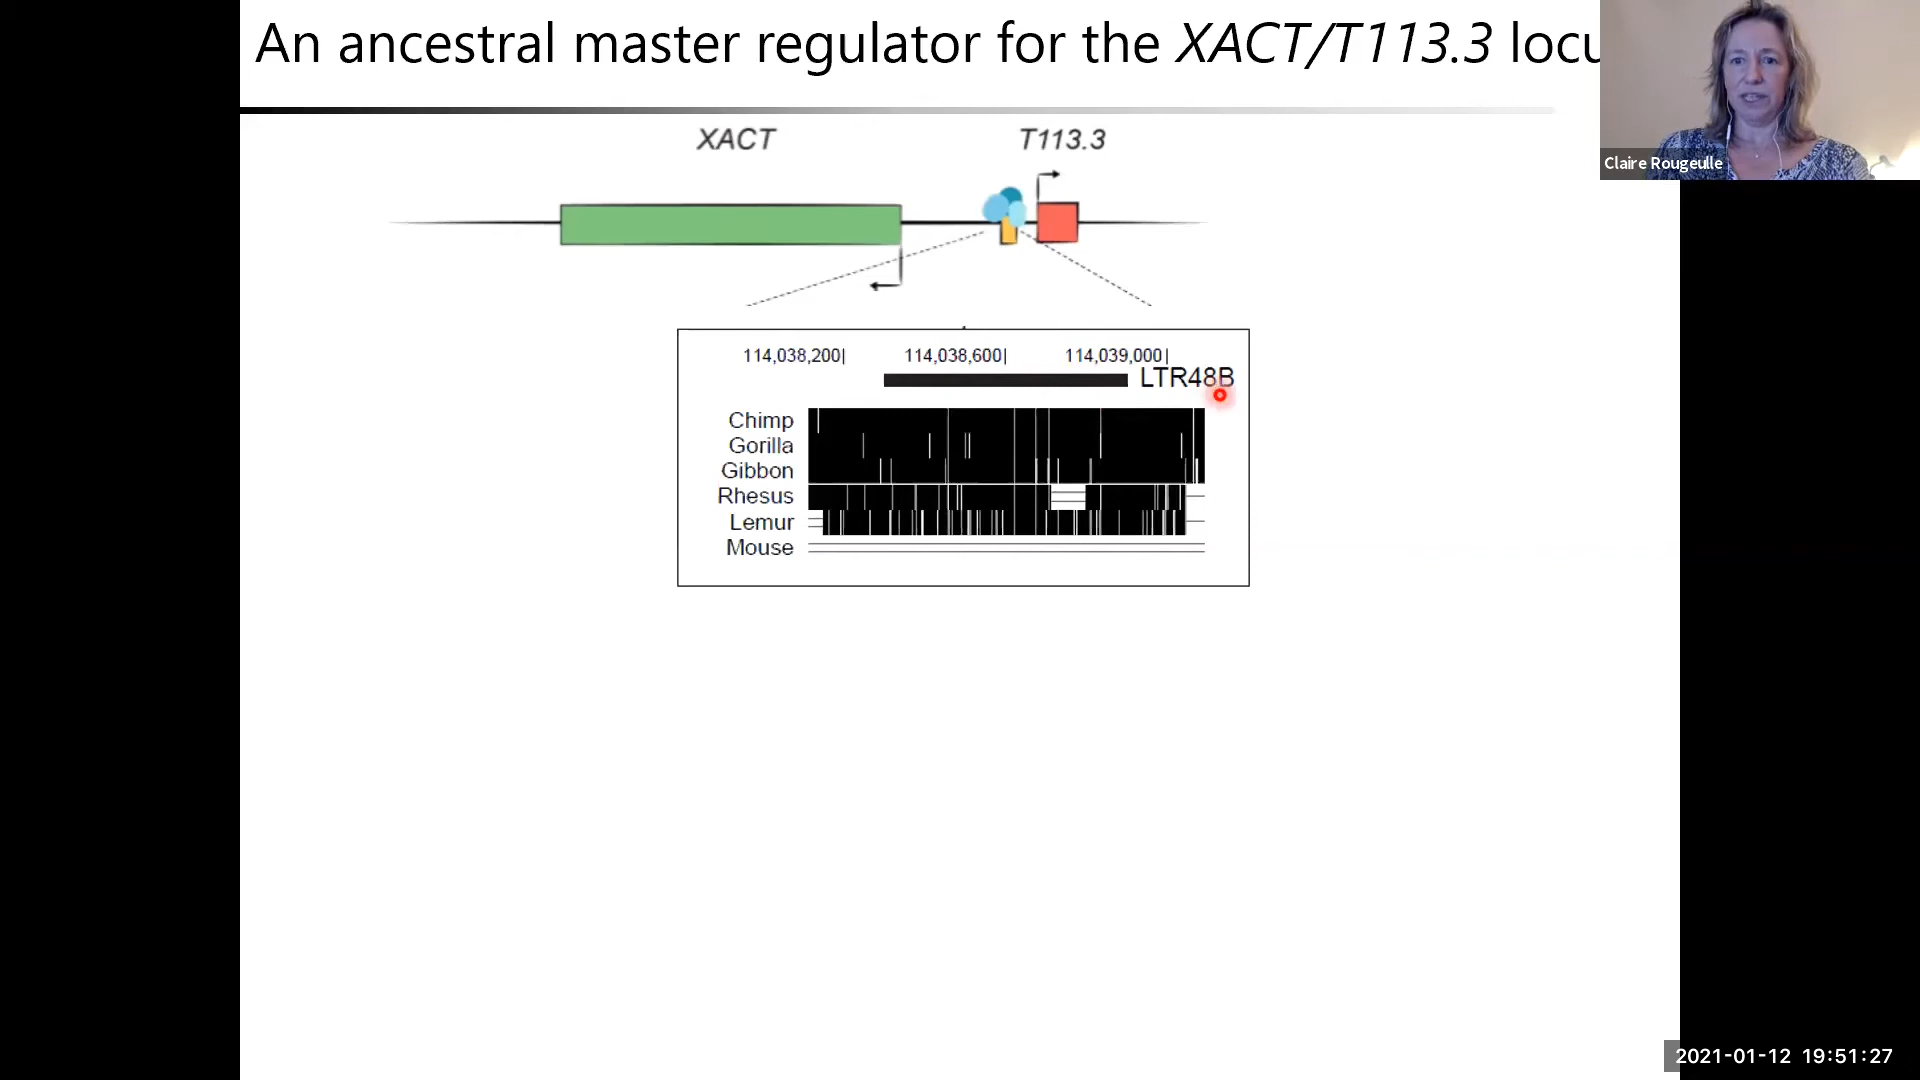 An ancestral master regulator for the XACT/T113.3 locu
Claire Rougeulle
XACT T113.3
114,038,200| 114,038,600| 114,039,000|
LTR48B
Chimp
Gorilla
Gibbon
Rhesus
Lemur
Mouse
2021-01-12 19:51:27